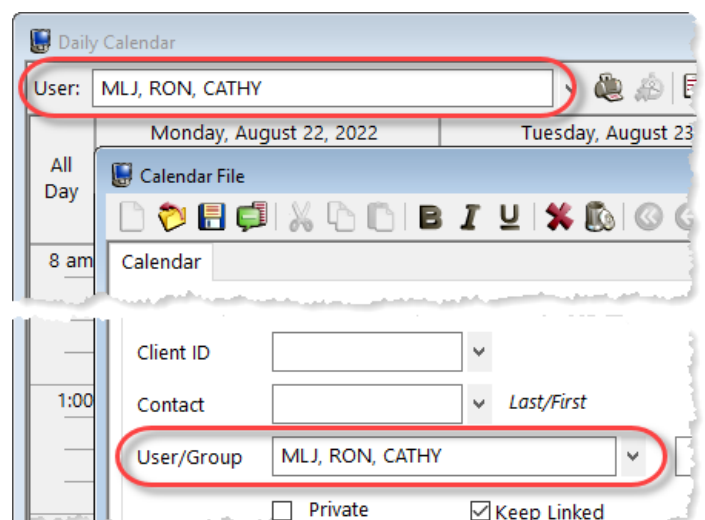 Daily Calendar
User: MLJ, RON, CATHY
Monday, August 22, 2022 Tuesday, August 23
All
Day
Calendar File
B I U
8 am Calendar
Client ID
1:00 Contact Last/First
User/Group MLJ, RON, CATHY
Private Keep Linked